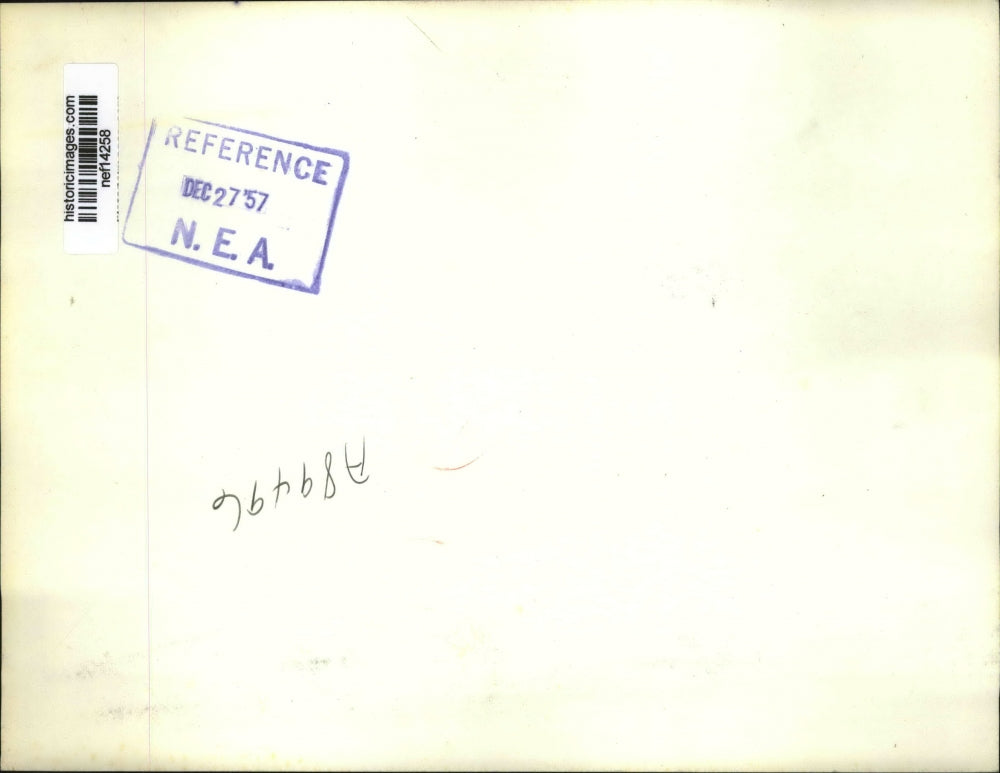 historicimages.com
nef14258
REFERENCE
DEC 27 '57
N. E. A.
A89496